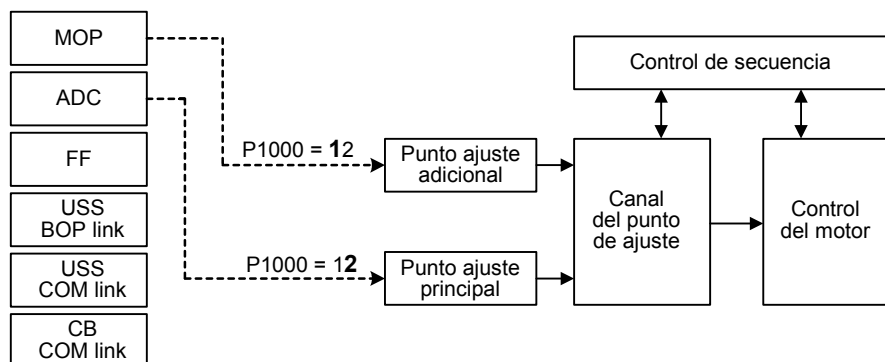 MOP
ADC
FF
USS
BOP link
USS
COM link
CB
COM link
P1000 = 12
P1000 = 12
Punto ajuste
adicional
Punto ajuste
principal
Control de secuencia
Canal
del punto
de ajuste
Control
del motor